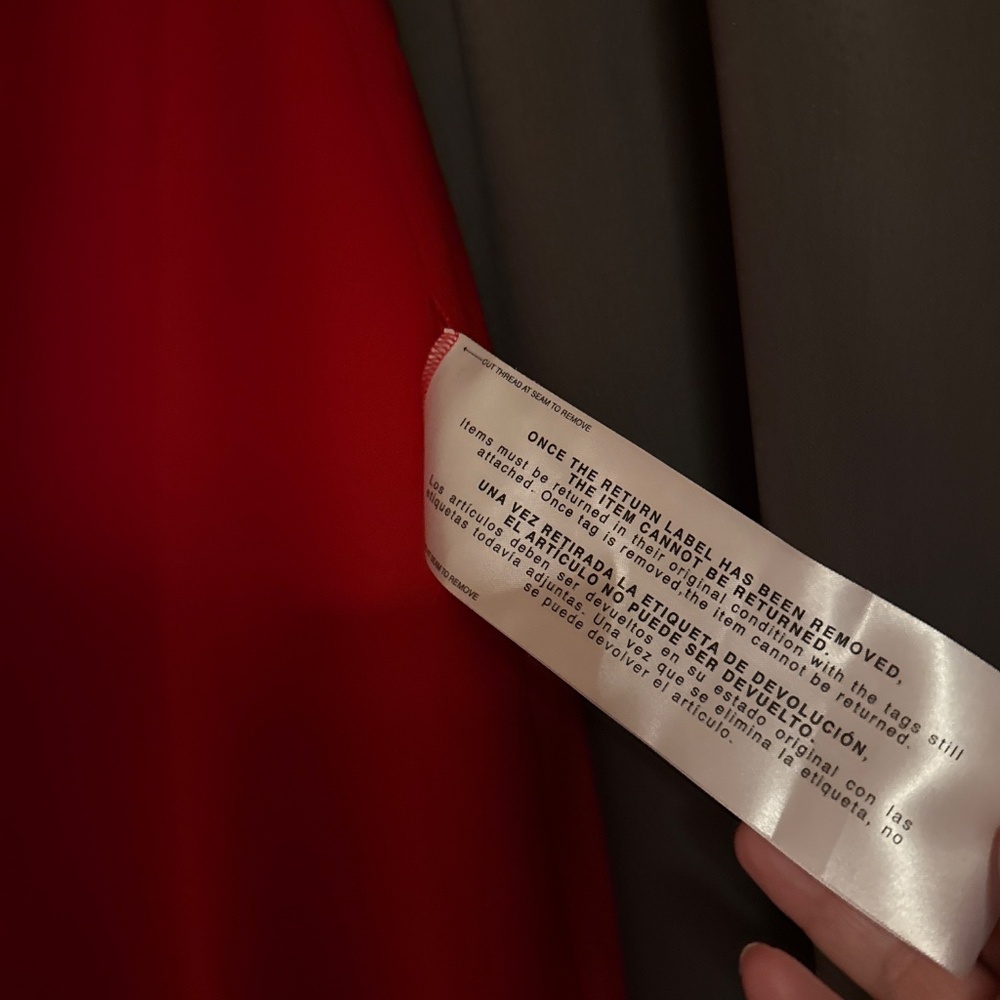 CUT THREAD AT SEAM TO REMOVE
ONCE THE RETURN LABEL HAS BEEN REMOVED,
THE ITEM CANNOT BE RETURNED.
Items must be returned in their original condition with the tags still
attached. Once tag is removed,the item cannot be returned.
UNA VEZ RETIRADA LA ETIQUETA DE DEVOLUCIÓN,
EL ARTÍCULO NO PUEDE SER DEVUELTO.
Los artículos deben ser devueltos en su estado original con las
etiquetas todavía adjuntas. Una vez que se elimina la etiqueta, no
se puede devolver el artículo.
SEAM TO REMOVE